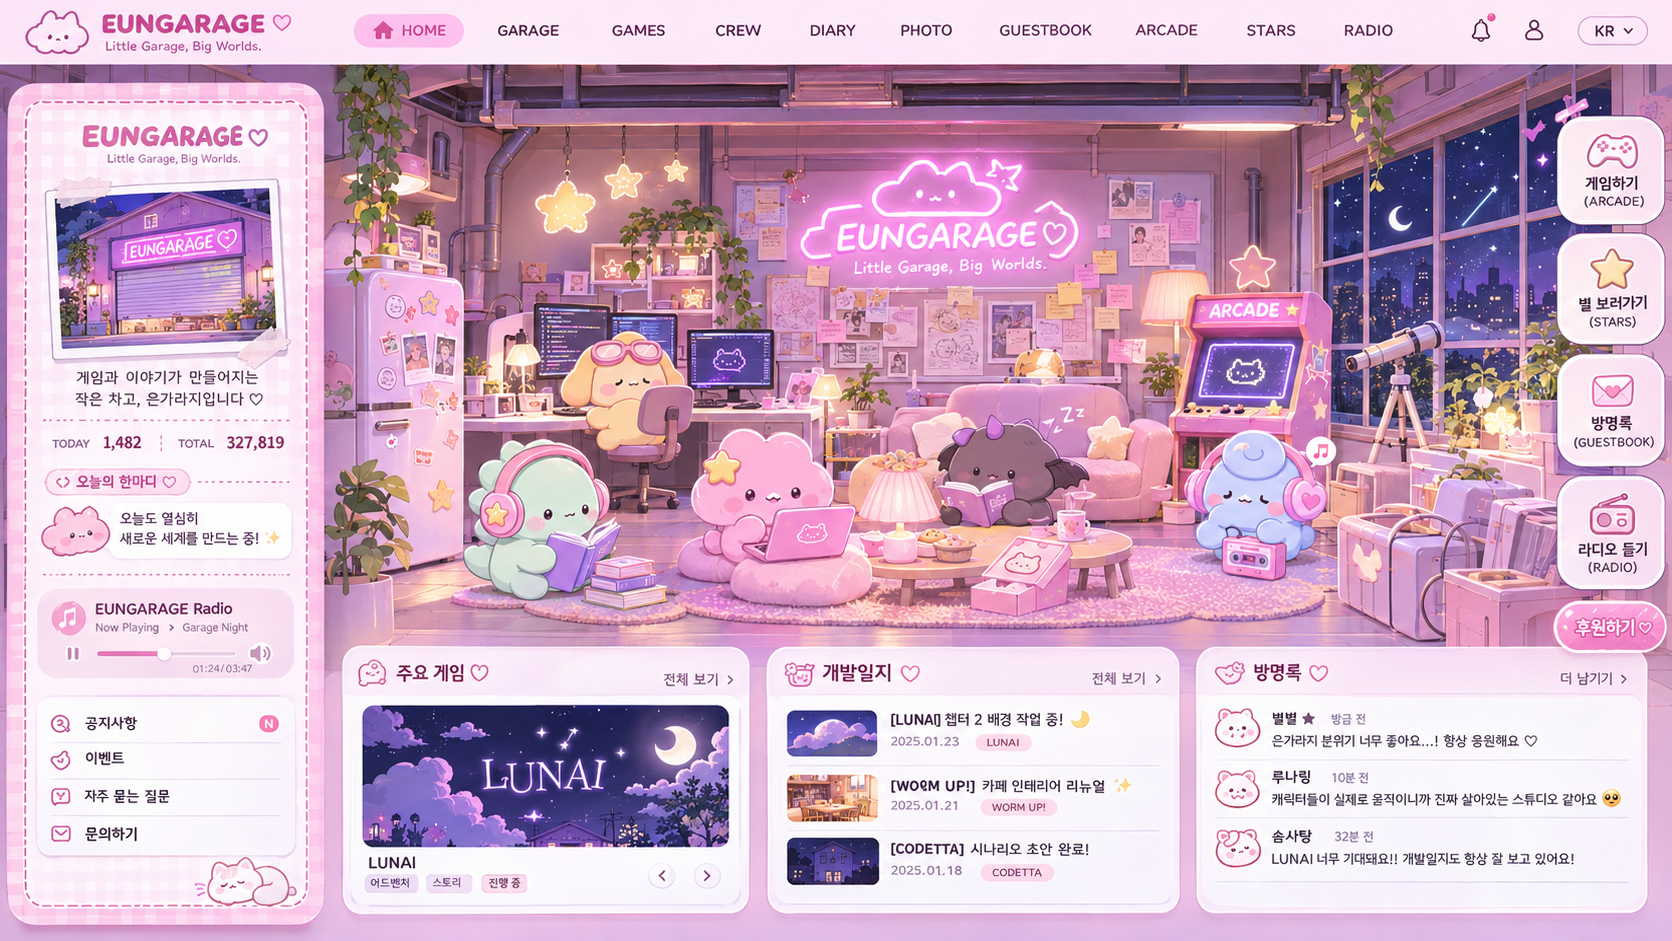 EUNGARAGE
Little Garage, Big Worlds.
HOME
GARAGE
GAMES
CREW
DIARY
PHOTO
GUESTBOOK
ARCADE
STARS
RADIO
KR
EUNGARAGE
Little Garage, Big Worlds.
EUNGARAGE
게임과 이야기가 만들어지는
작은 차고, 은가라지입니다 ♡
TODAY 1,482 TOTAL 327,819
오늘의 한마디 ♡
오늘도 열심히
새로운 세계를 만드는 중! ✨
EUNGARAGE Radio
Now Playing > Garage Night
01:24/03:47
공지사항 N
이벤트
자주 묻는 질문
문의하기
EUNGARAGE
Little Garage, Big Worlds.
ARCADE
zzz
게임하기
(ARCADE)
별 보러가기
(STARS)
방명록
(GUESTBOOK)
라디오 듣기
(RADIO)
후원하기♡
주요 게임 ♡
전체 보기 >
LUNAI
LUNAI
어드벤처 스토리 진행 중
개발일지 ♡
전체 보기 >
[LUNAI] 챕터 2 배경 작업 중! 🌙
2025.01.23 LUNAI
[WORM UP!] 카페 인테리어 리뉴얼 ✨
2025.01.21 WORM UP!
[CODETTA] 시나리오 초안 완료!
2025.01.18 CODETTA
방명록 ♡
더 남기기 >
별별 ★ 방금 전
은가라지 분위기 너무 좋아요...! 항상 응원해요 ♡
루나링 10분 전
캐릭터들이 실제로 움직이니까 진짜 살아있는 스튜디오 같아요 🥺
솜사탕 32분 전
LUNAI 너무 기대돼요!! 개발일지도 항상 잘 보고 있어요!